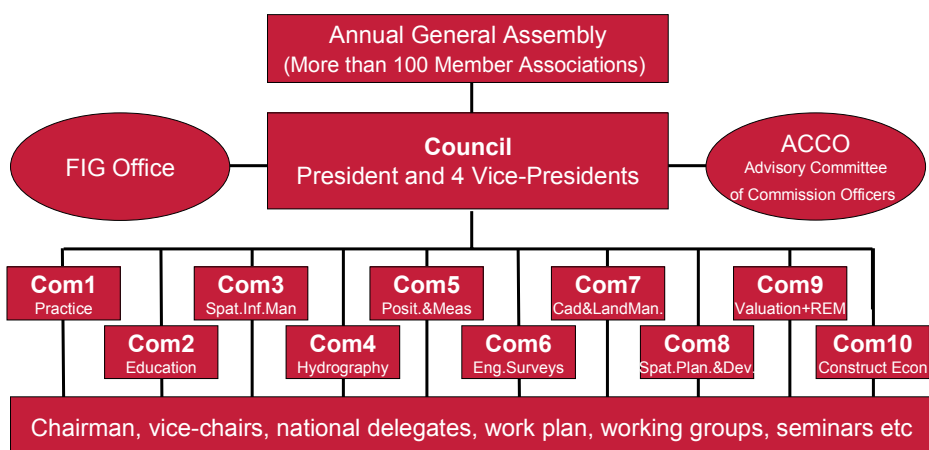 Annual General Assembly
(More than 100 Member Associations)
FIG Office
Council
President and 4 Vice-Presidents
ACCO
Advisory Committee
of Commission Officers
Com1
Practice
Com2
Education
Com3
Spat.Inf.Man
Com4
Hydrography
Com5
Posit.&Meas
Com6
Eng.Surveys
Com7
Cad&LandMan.
Com8
Spat.Plan.&Dev.
Com9
Valuation+REM
Com10
Construct Econ
Chairman, vice-chairs, national delegates, work plan, working groups, seminars etc